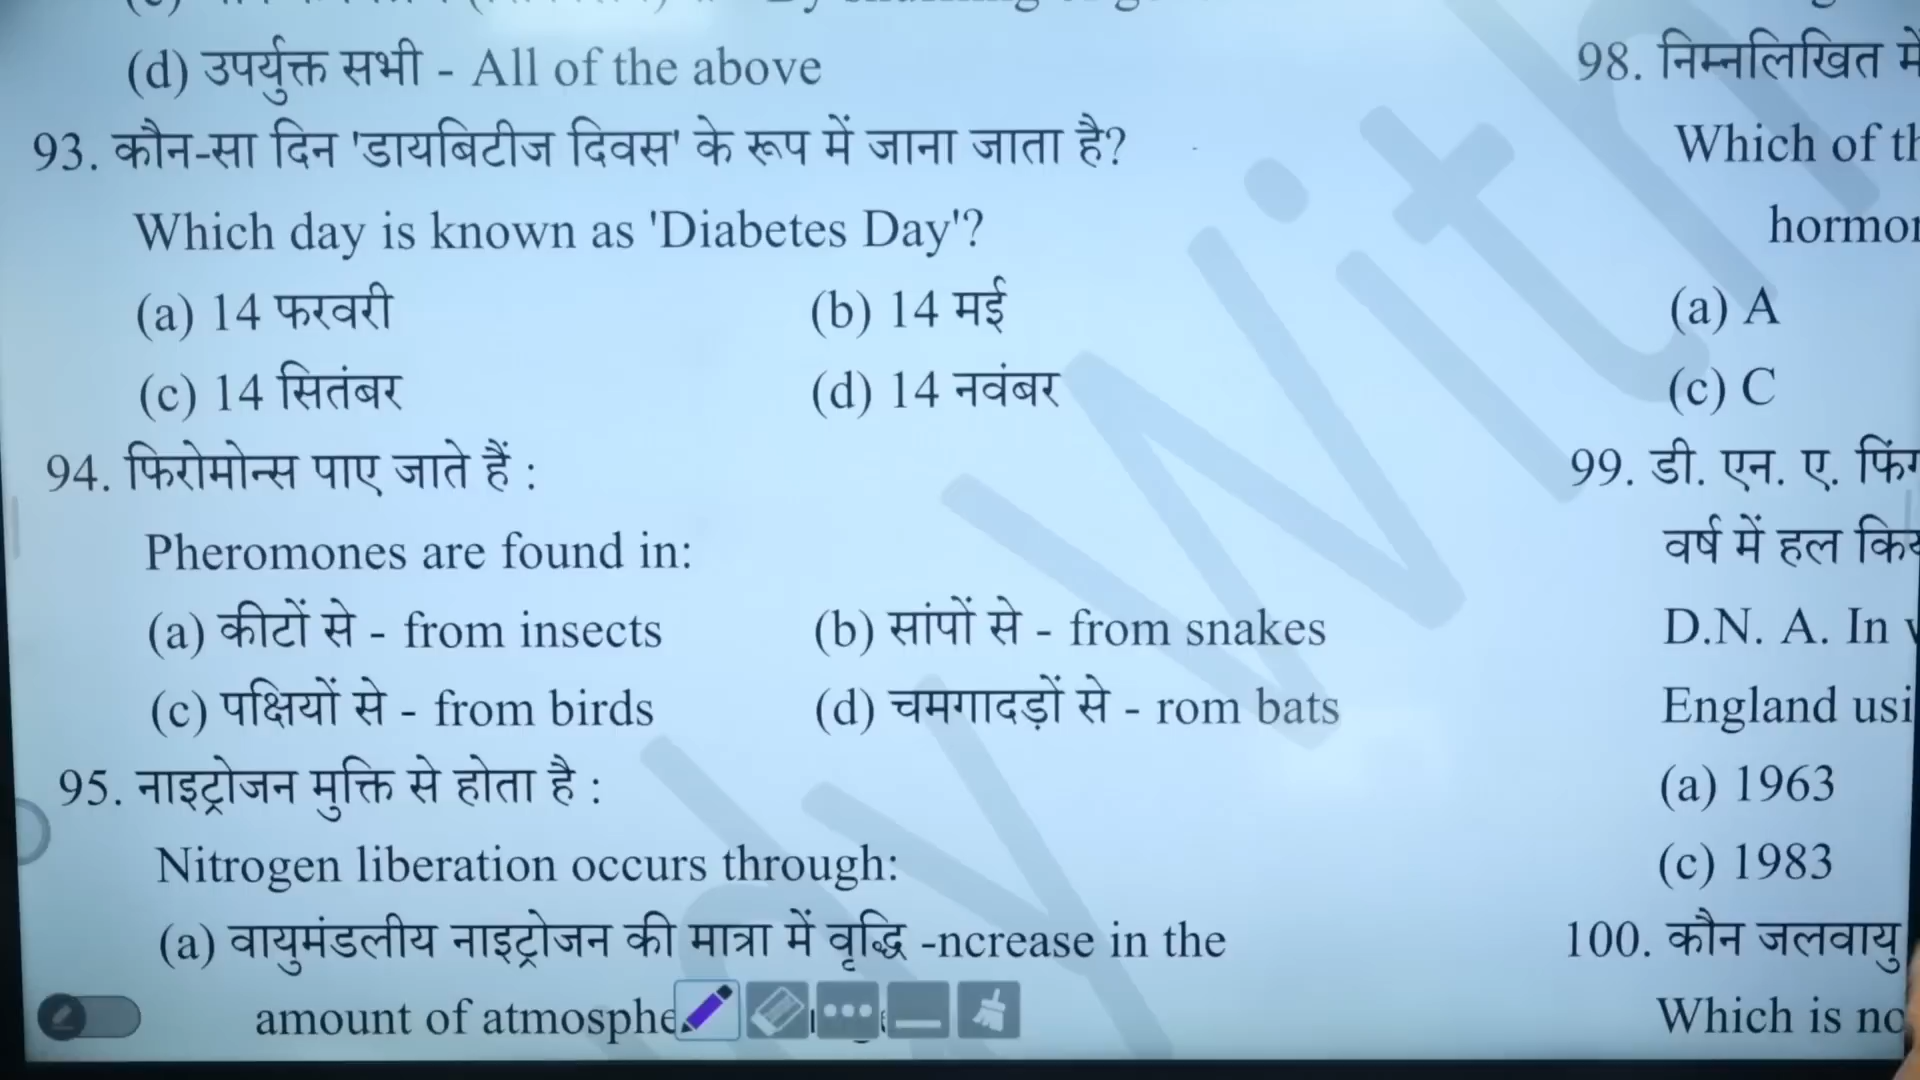 (d) उपर्युक्त सभी - All of the above
93. कौन-सा दिन 'डायबिटीज दिवस' के रूप में जाना जाता है?
Which day is known as 'Diabetes Day'?
(a) 14 फरवरी (b) 14 मई
(c) 14 सितंबर (d) 14 नवंबर
94. फिरोमोन्स पाए जाते हैं :
Pheromones are found in:
(a) कीटों से - from insects (b) सांपों से - from snakes
(c) पक्षियों से - from birds (d) चमगादड़ों से - rom bats
95. नाइट्रोजन मुक्ति से होता है :
Nitrogen liberation occurs through:
(a) वायुमंडलीय नाइट्रोजन की मात्रा में वृद्धि -ncrease in the
amount of
98. निम्नलिखित में
Which of
(a) A
(c) C
99. डी. एन. ए.
वर्ष में हल
D.N. A. In
England
(a) 1963
(c) 1983
100. कौन जलवायु
Which is
With